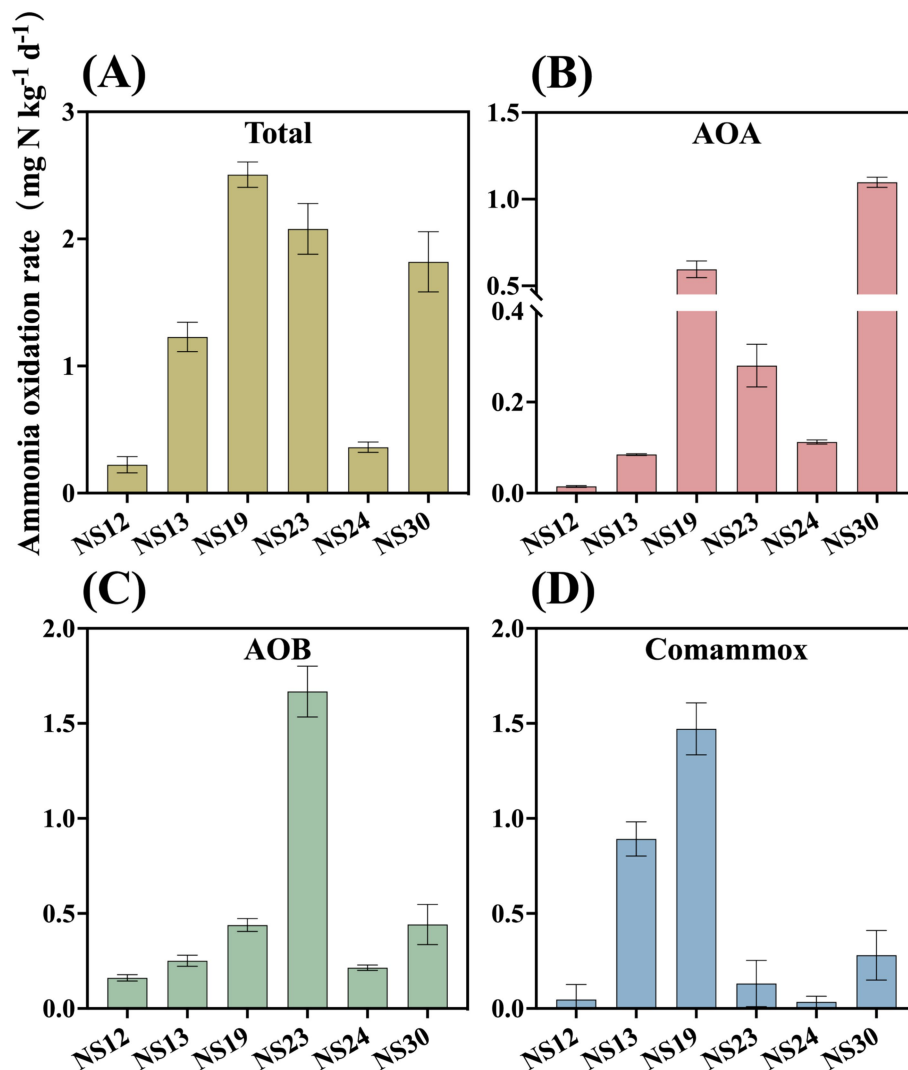 Ammonia oxidation rate (mg N kg⁻¹ d⁻¹)
(A)
Total
3
2
1
0
NS12 NS13 NS19 NS23 NS24 NS30
(B)
AOA
1.5
1.0
0.5
0.4
0.2
0.0
NS12 NS13 NS19 NS23 NS24 NS30
(C)
AOB
2.0
1.5
1.0
0.5
0.0
NS12 NS13 NS19 NS23 NS24 NS30
(D)
Comammox
2.0
1.5
1.0
0.5
0.0
NS12 NS13 NS19 NS23 NS24 NS30